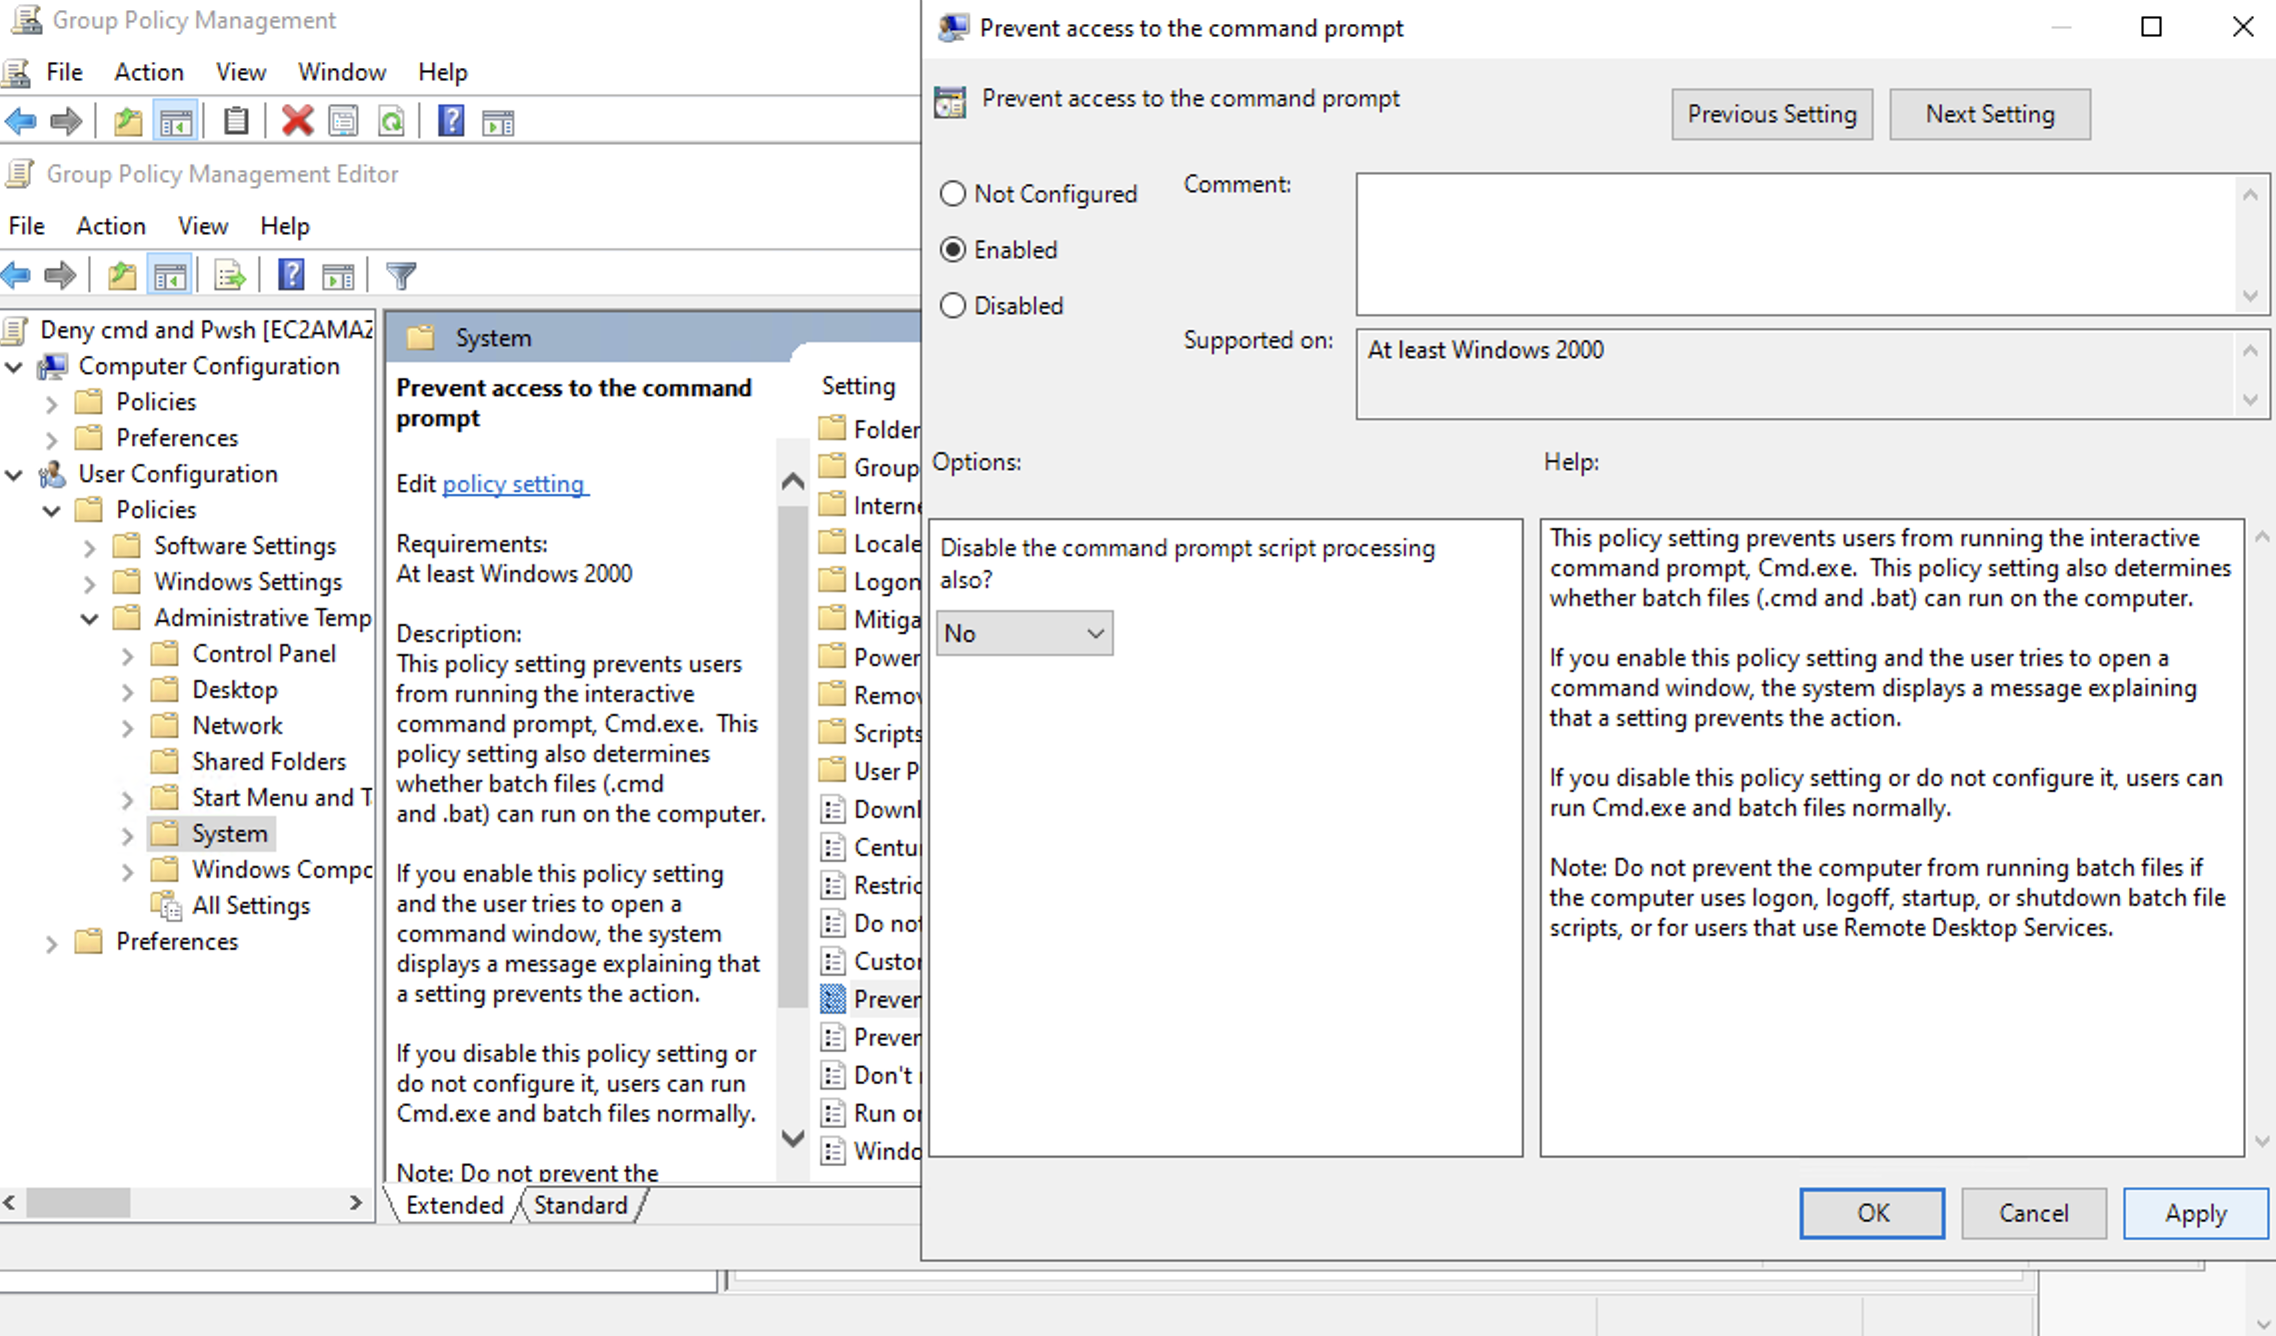 Group Policy Management
File Action View Window Help
Group Policy Management Editor
File Action View Help
Deny cmd and Pwsh [EC2AMAZ
Computer Configuration
Policies
Preferences
User Configuration
Policies
Software Settings
Windows Settings
Administrative Temp
Control Panel
Desktop
Network
Shared Folders
Start Menu and T
System
Windows Compo
All Settings
Preferences
System
Prevent access to the command
prompt
Edit policy setting
Requirements:
At least Windows 2000
Description:
This policy setting prevents users
from running the interactive
command prompt, Cmd.exe. This
policy setting also determines
whether batch files (.cmd
and .bat) can run on the computer.
If you enable this policy setting
and the user tries to open a
command window, the system
displays a message explaining that
a setting prevents the action.
If you disable this policy setting or
do not configure it, users can run
Cmd.exe and batch files normally.
Note: Do not prevent the
Extended Standard
Setting
Folder
Group
Interne
Locale
Logon
Mitiga
Power
Remov
Scripts
User P
Downl
Centur
Restric
Do not
Custor
Preven
Preven
Don't r
Run on
Windo
Prevent access to the command prompt
Prevent access to the command prompt
Previous Setting Next Setting
Not Configured
Enabled
Disabled
Comment:
Supported on:
At least Windows 2000
Options:
Help:
Disable the command prompt script processing
also?
No
This policy setting prevents users from running the interactive
command prompt, Cmd.exe. This policy setting also determines
whether batch files (.cmd and .bat) can run on the computer.
If you enable this policy setting and the user tries to open a
command window, the system displays a message explaining
that a setting prevents the action.
If you disable this policy setting or do not configure it, users can
run Cmd.exe and batch files normally.
Note: Do not prevent the computer from running batch files if
the computer uses logon, logoff, startup, or shutdown batch file
scripts, or for users that use Remote Desktop Services.
OK Cancel Apply